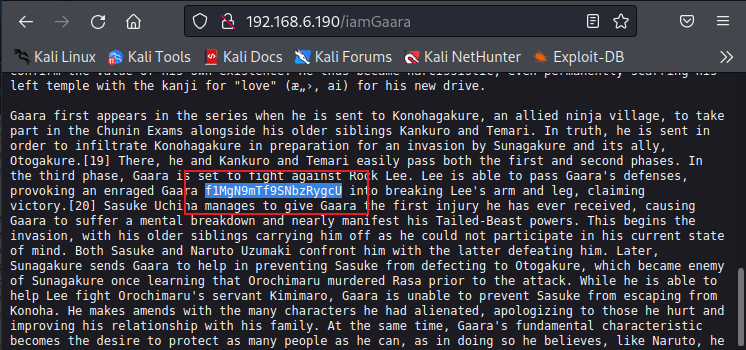 192.168.6.190/iamGaara
Kali Linux Kali Tools Kali Docs Kali Forums Kali NetHunter Exploit-DB
confirm the value of his own existence. He thus became narcissistic, even permanently scarring his
left temple with the kanji for "love" (æ„›, ai) for his new drive.
Gaara first appears in the series when he is sent to Konohagakure, an allied ninja village, to take
part in the Chunin Exams alongside his older siblings Kankuro and Temari. In truth, he is sent in
order to infiltrate Konohagakure in preparation for an invasion by Sunagakure and its ally,
Otogakure.[19] There, he and Kankuro and Temari easily pass both the first and second phases. In
the third phase, Gaara is set to fight against Rock Lee. Lee is able to pass Gaara's defenses,
provoking an enraged Gaara f1MgN9mTf9SNbzRygcU into breaking Lee's arm and leg, claiming
victory.[20] Sasuke Uchiha manages to give Gaara the first injury he has ever received, causing
Gaara to suffer a mental breakdown and nearly manifest his Tailed-Beast powers. This begins the
invasion, with his older siblings carrying him off as he could not participate in his current state
of mind. Both Sasuke and Naruto Uzumaki confront him with the latter defeating him. Later,
Sunagakure sends Gaara to help in preventing Sasuke from defecting to Otogakure, which became enemy
of Sunagakure once learning that Orochimaru murdered Rasa prior to the attack. While he is able to
help Lee fight Orochimaru's servant Kimimaro, Gaara is unable to prevent Sasuke from escaping from
Konoha. He makes amends with the many characters he had alienated, apologizing to those he hurt and
improving his relationship with his family. At the same time, Gaara's fundamental characteristic
becomes the desire to protect as many people as he can, as in doing so he believes, like Naruto, he